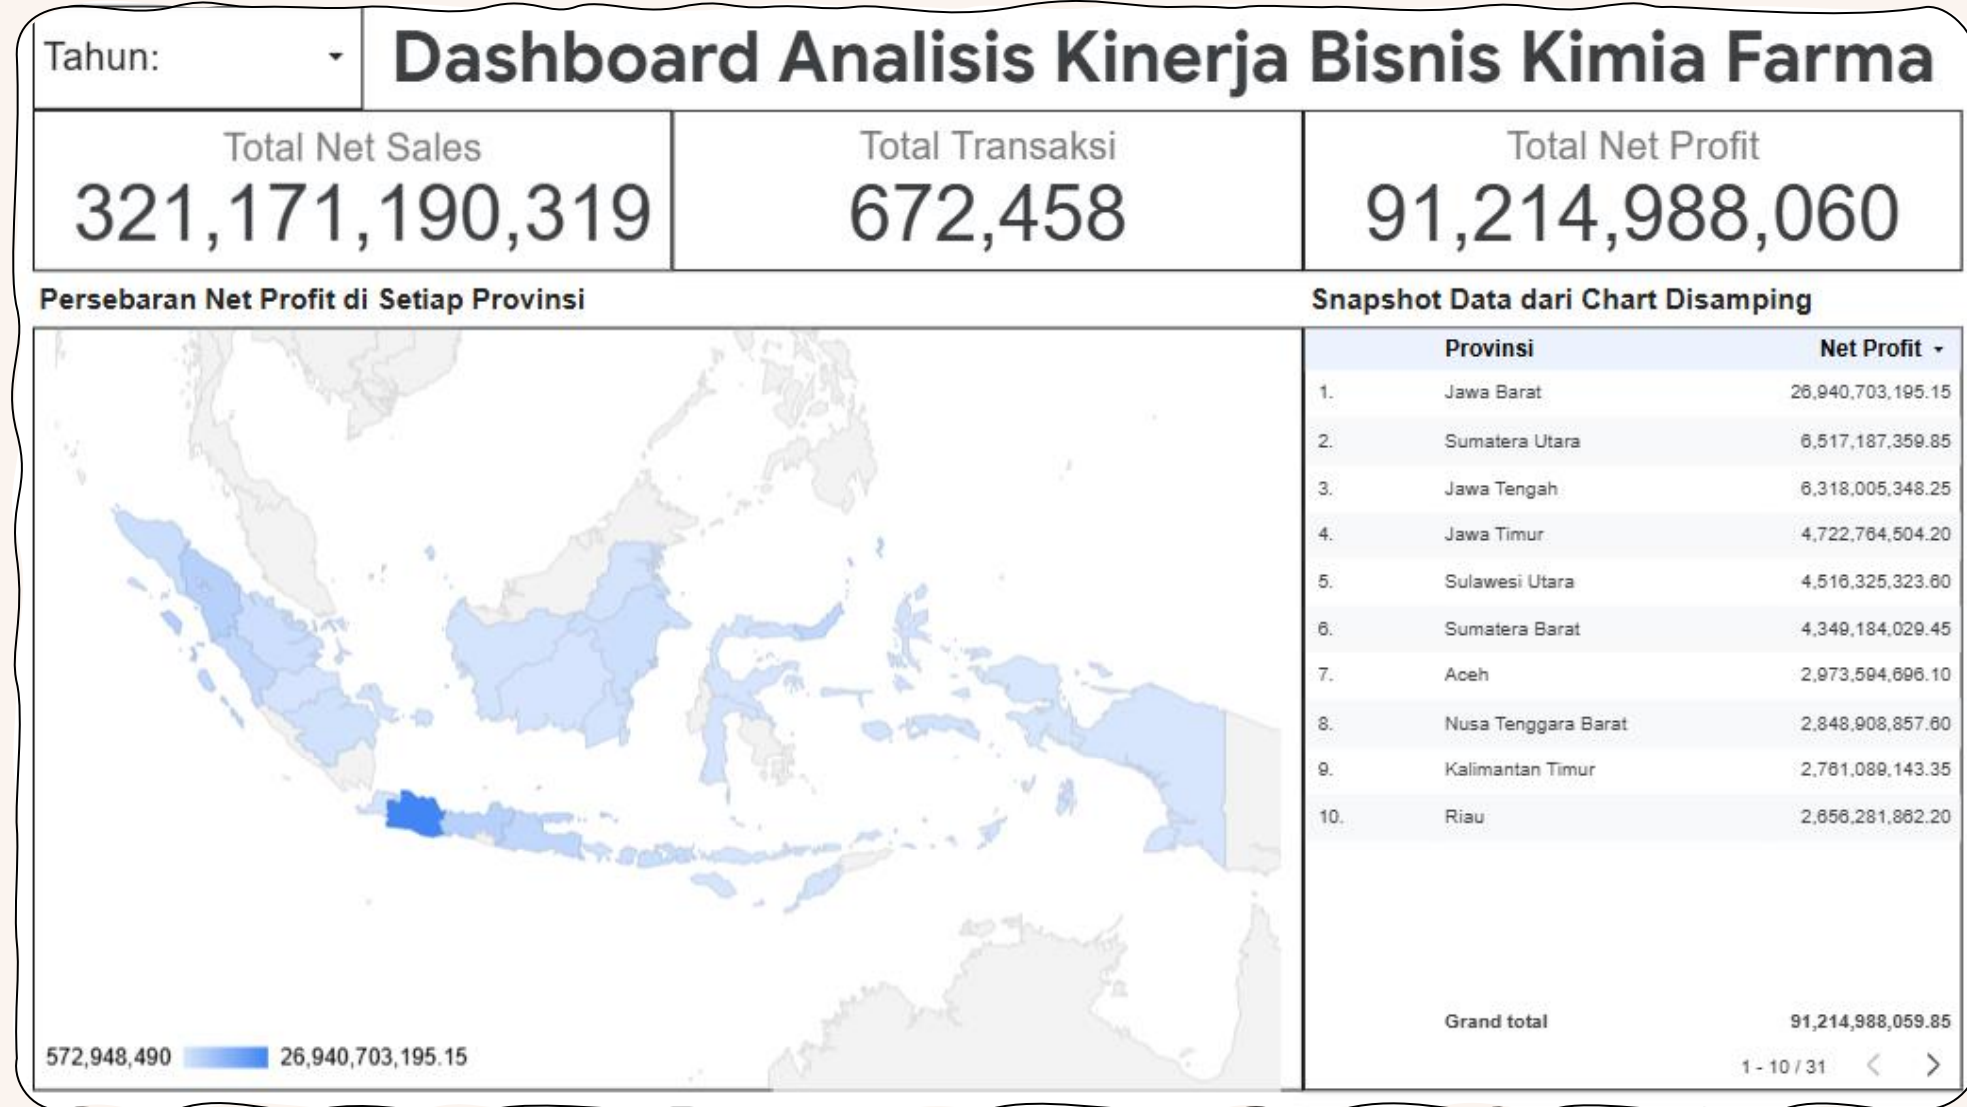 Tahun:
Dashboard Analisis Kinerja Bisnis Kimia Farma
Total Net Sales
321,171,190,319
Total Transaksi
672,458
Total Net Profit
91,214,988,060
Persebaran Net Profit di Setiap Provinsi
572,948,490 26,940,703,195.15
Snapshot Data dari Chart Disamping
Provinsi Net Profit
1. Jawa Barat 26,940,703,195.15
2. Sumatera Utara 6,517,187,359.85
3. Jawa Tengah 6,318,005,348.25
4. Jawa Timur 4,722,764,504.20
5. Sulawesi Utara 4,516,325,323.60
6. Sumatera Barat 4,349,184,029.45
7. Aceh 2,973,594,696.10
8. Nusa Tenggara Barat 2,848,908,857.60
9. Kalimantan Timur 2,761,089,143.35
10. Riau 2,656,281,862.20
Grand total 91,214,988,059.85
1 - 10 / 31